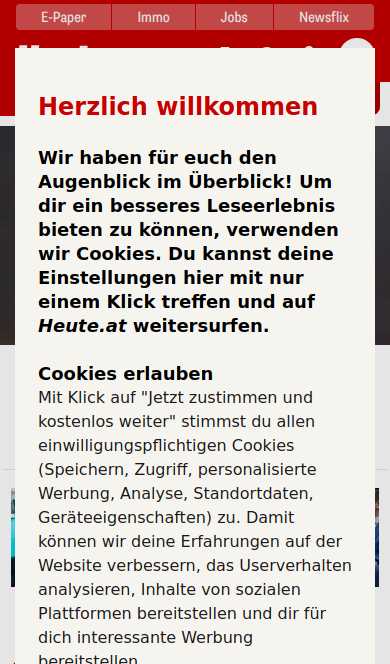 E-Paper
Immo
Jobs
Newsflix
Herzlich willkommen
Wir haben für euch den
Augenblick im Überblick! Um
dir ein besseres Leseerlebnis
bieten zu können, verwenden
wir Cookies. Du kannst deine
Einstellungen hier mit nur
einem Klick treffen und auf
Heute.at weitersurfen.
Cookies erlauben
Mit Klick auf "Jetzt zustimmen und
kostenlos weiter" stimmst du allen
einwilligungspflichtigen Cookies
(Speichern, Zugriff, personalisierte
Werbung, Analyse, Standortdaten,
Geräteeigenschaften) zu. Damit
können wir deine Erfahrungen auf der
Website verbessern, das Userverhalten
analysieren, Inhalte von sozialen
Plattformen bereitstellen und dir für
dich interessante Werbung
bereitstellen